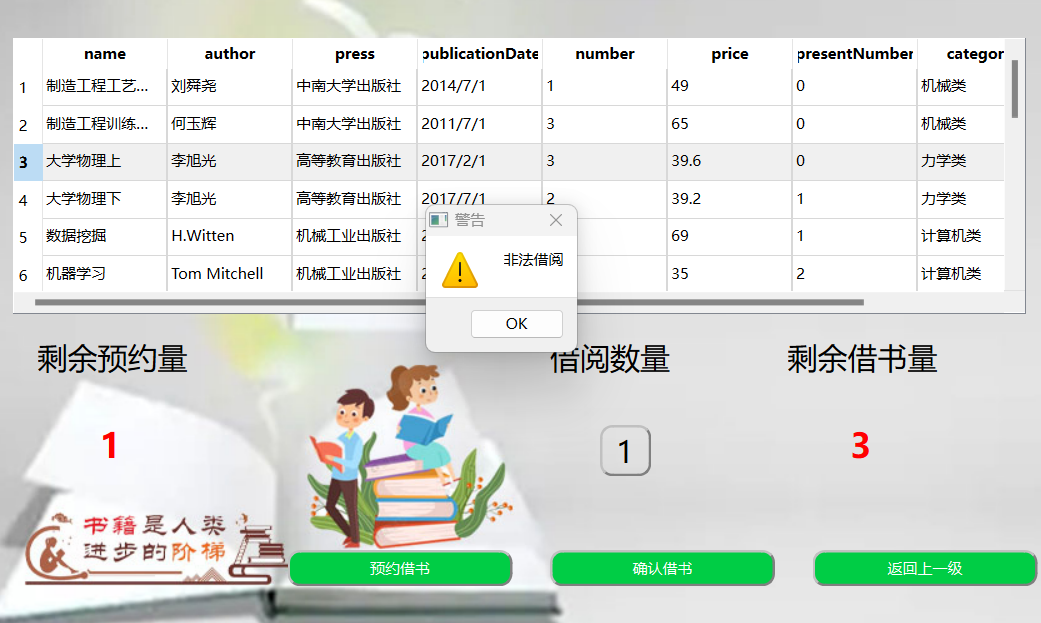 name author press publicationDate number price presentNumber categor
1 制造工程工艺... 刘舜尧 中南大学出版社 2014/7/1 1 49 0 机械类
2 制造工程训练... 何玉辉 中南大学出版社 2011/7/1 3 65 0 机械类
3 大学物理上 李旭光 高等教育出版社 2017/2/1 3 39.6 0 力学类
4 大学物理下 李旭光 高等教育出版社 2017/7/1 2 39.2 1 力学类
5 数据挖掘 H.Witten 机械工业出版社 2 69 1 计算机类
6 机器学习 Tom Mitchell 机械工业出版社 2 35 2 计算机类
警告
非法借阅
OK
剩余预约量 借阅数量 剩余借书量
1 1 3
书籍是人类
进步的阶梯
预约借书 确认借书 返回上一级